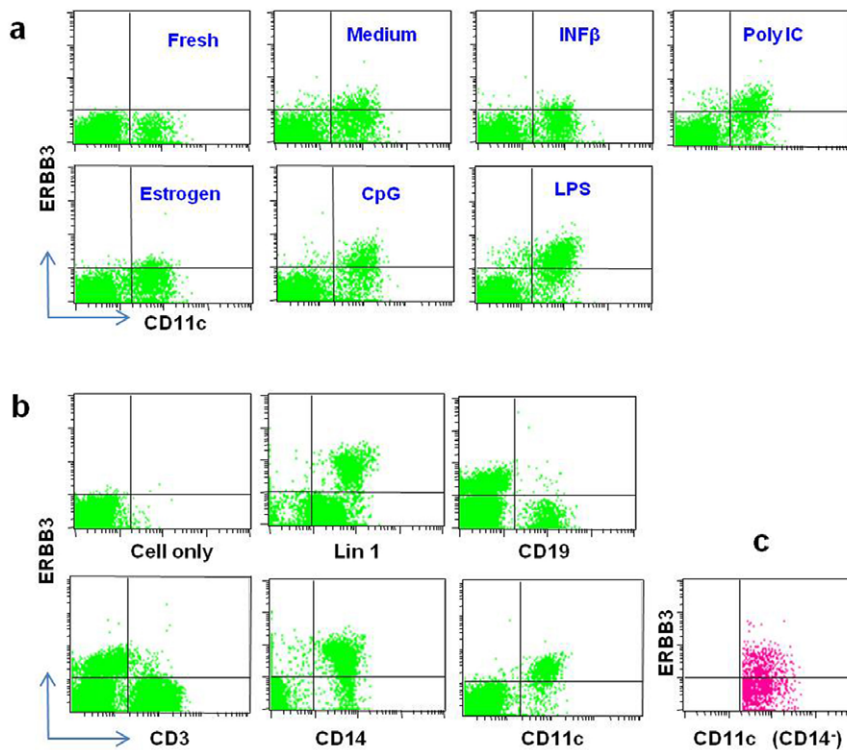 a
Fresh
Medium
INFβ
Poly IC
Estrogen
CpG
LPS
ERBB3
CD11c
b
Cell only
Lin 1
CD19
c
ERBB3
CD3
CD14
CD11c
ERBB3
CD11c (CD14-)